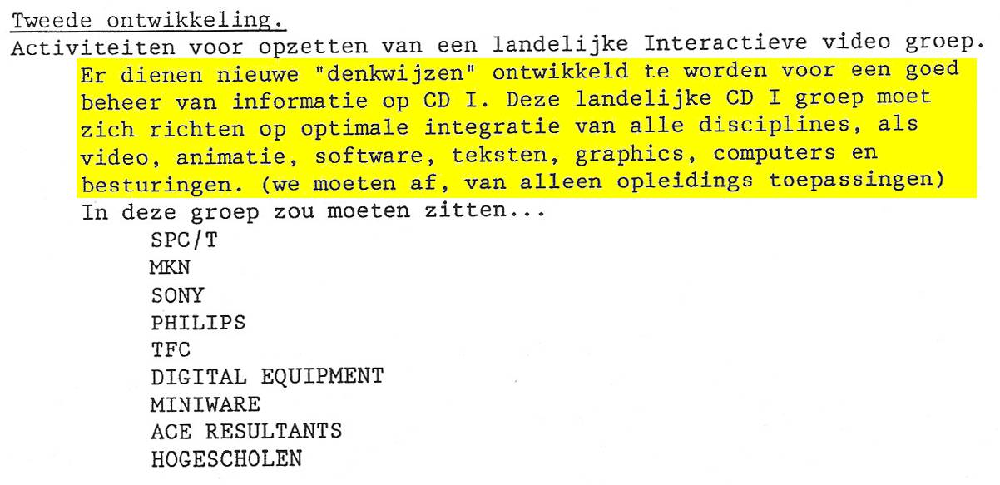 Tweede ontwikkeling.
Activiteiten voor opzetten van een landelijke Interactieve video groep.
Er dienen nieuwe "denkwijzen" ontwikkeld te worden voor een goed
beheer van informatie op CD I. Deze landelijke CD I groep moet
zich richten op optimale integratie van alle disciplines, als
video, animatie, software, teksten, graphics, computers en
besturingen. (we moeten af, van alleen opleidings toepassingen)
In deze groep zou moeten zitten...
SPC/T
MKN
SONY
PHILIPS
TFC
DIGITAL EQUIPMENT
MINIWARE
ACE RESULTANTS
HOGESCHOLEN